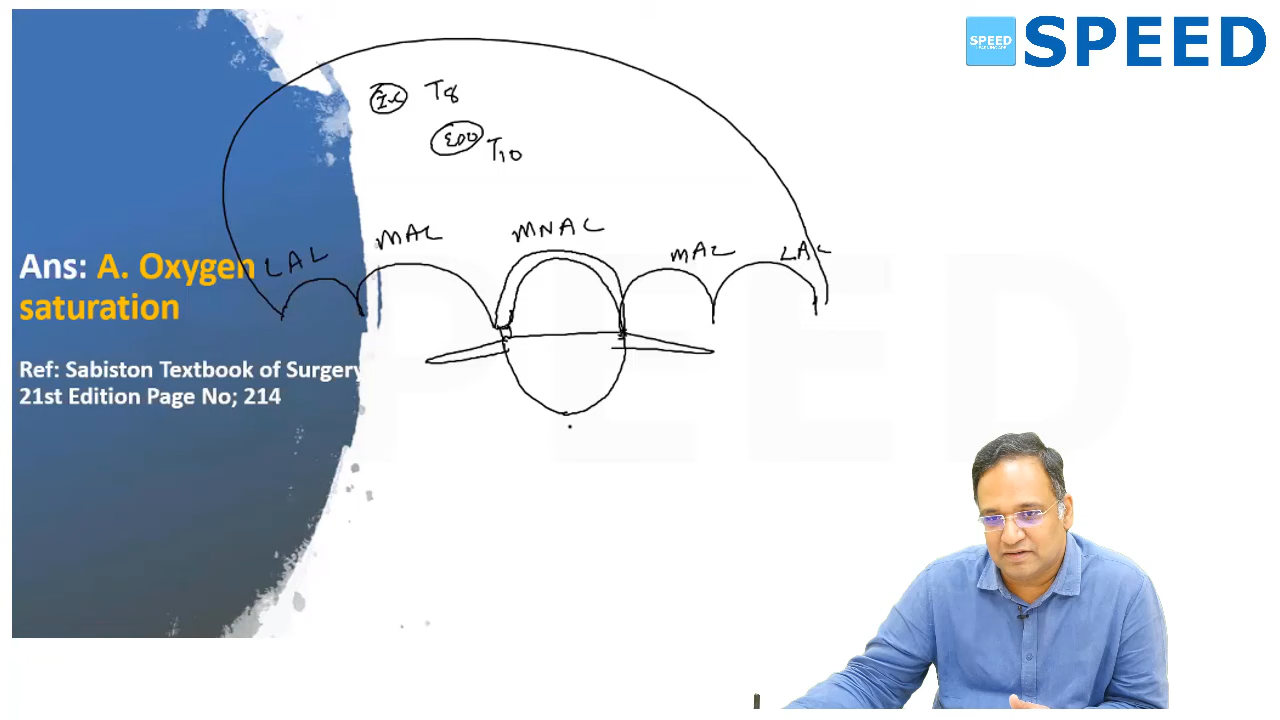 SPEED
SPEED
T8
T10
MNAC
MAL
MAL
LAL
LAL
Ans: A. Oxygen
saturation
Ref: Sabiston Textbook of Surgery
21st Edition Page No; 214